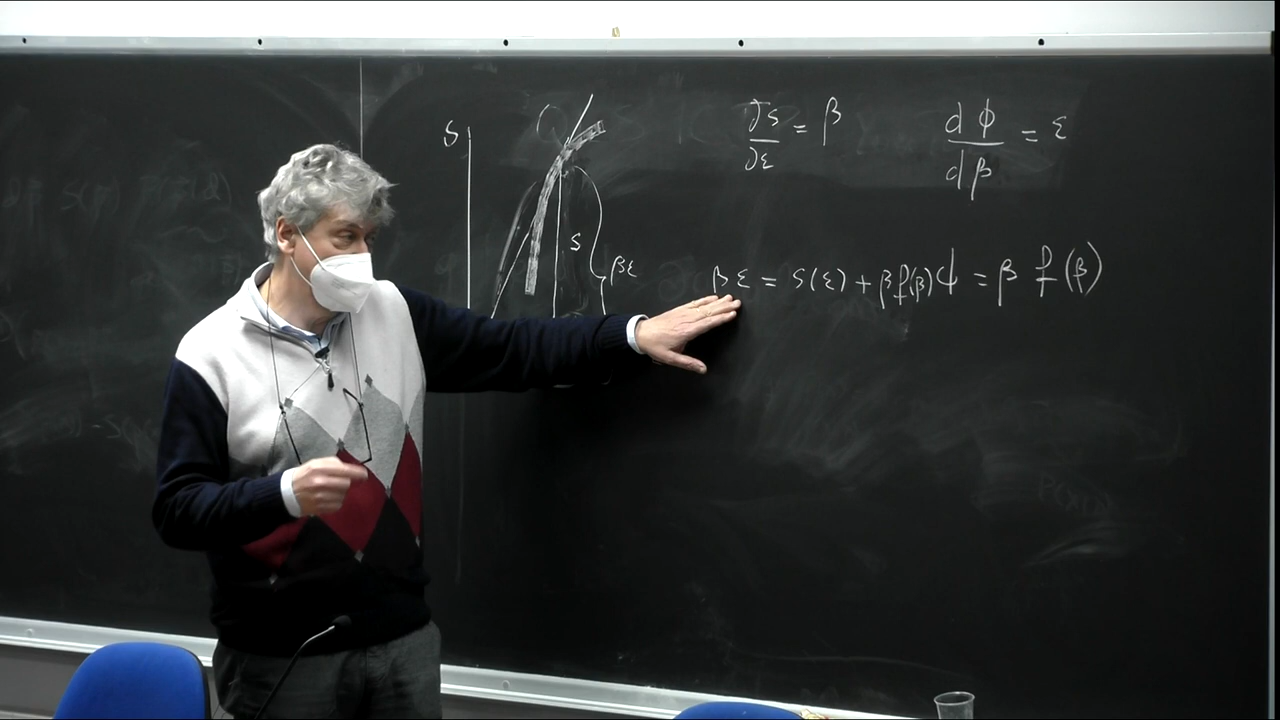 S
∂s/∂ε = β
dϕ/dβ = ε
s
βε
βε = s(ε) + βf(β) ϕ = β f(β)